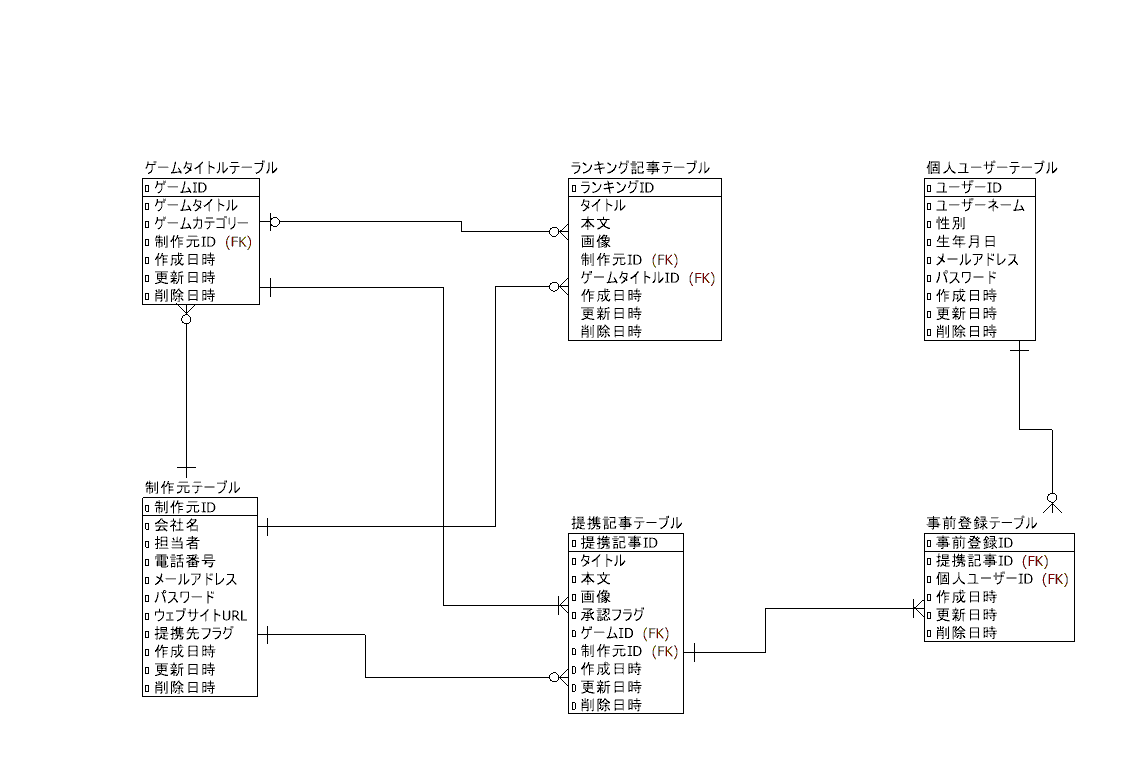 ゲームタイトルテーブル
ゲームID
ゲームタイトル
ゲームカテゴリー
制作元ID (FK)
作成日時
更新日時
削除日時
ランキング記事テーブル
ランキングID
タイトル
本文
画像
制作元ID (FK)
ゲームタイトルID (FK)
作成日時
更新日時
削除日時
個人ユーザーテーブル
ユーザーID
ユーザーネーム
性別
生年月日
メールアドレス
パスワード
作成日時
更新日時
削除日時
制作元テーブル
制作元ID
会社名
担当者
電話番号
メールアドレス
パスワード
ウェブサイトURL
提携先フラグ
作成日時
更新日時
削除日時
提携記事テーブル
提携記事ID
タイトル
本文
画像
承認フラグ
ゲームID (FK)
制作元ID (FK)
作成日時
更新日時
削除日時
事前登録テーブル
事前登録ID
提携記事ID (FK)
個人ユーザーID (FK)
作成日時
更新日時
削除日時